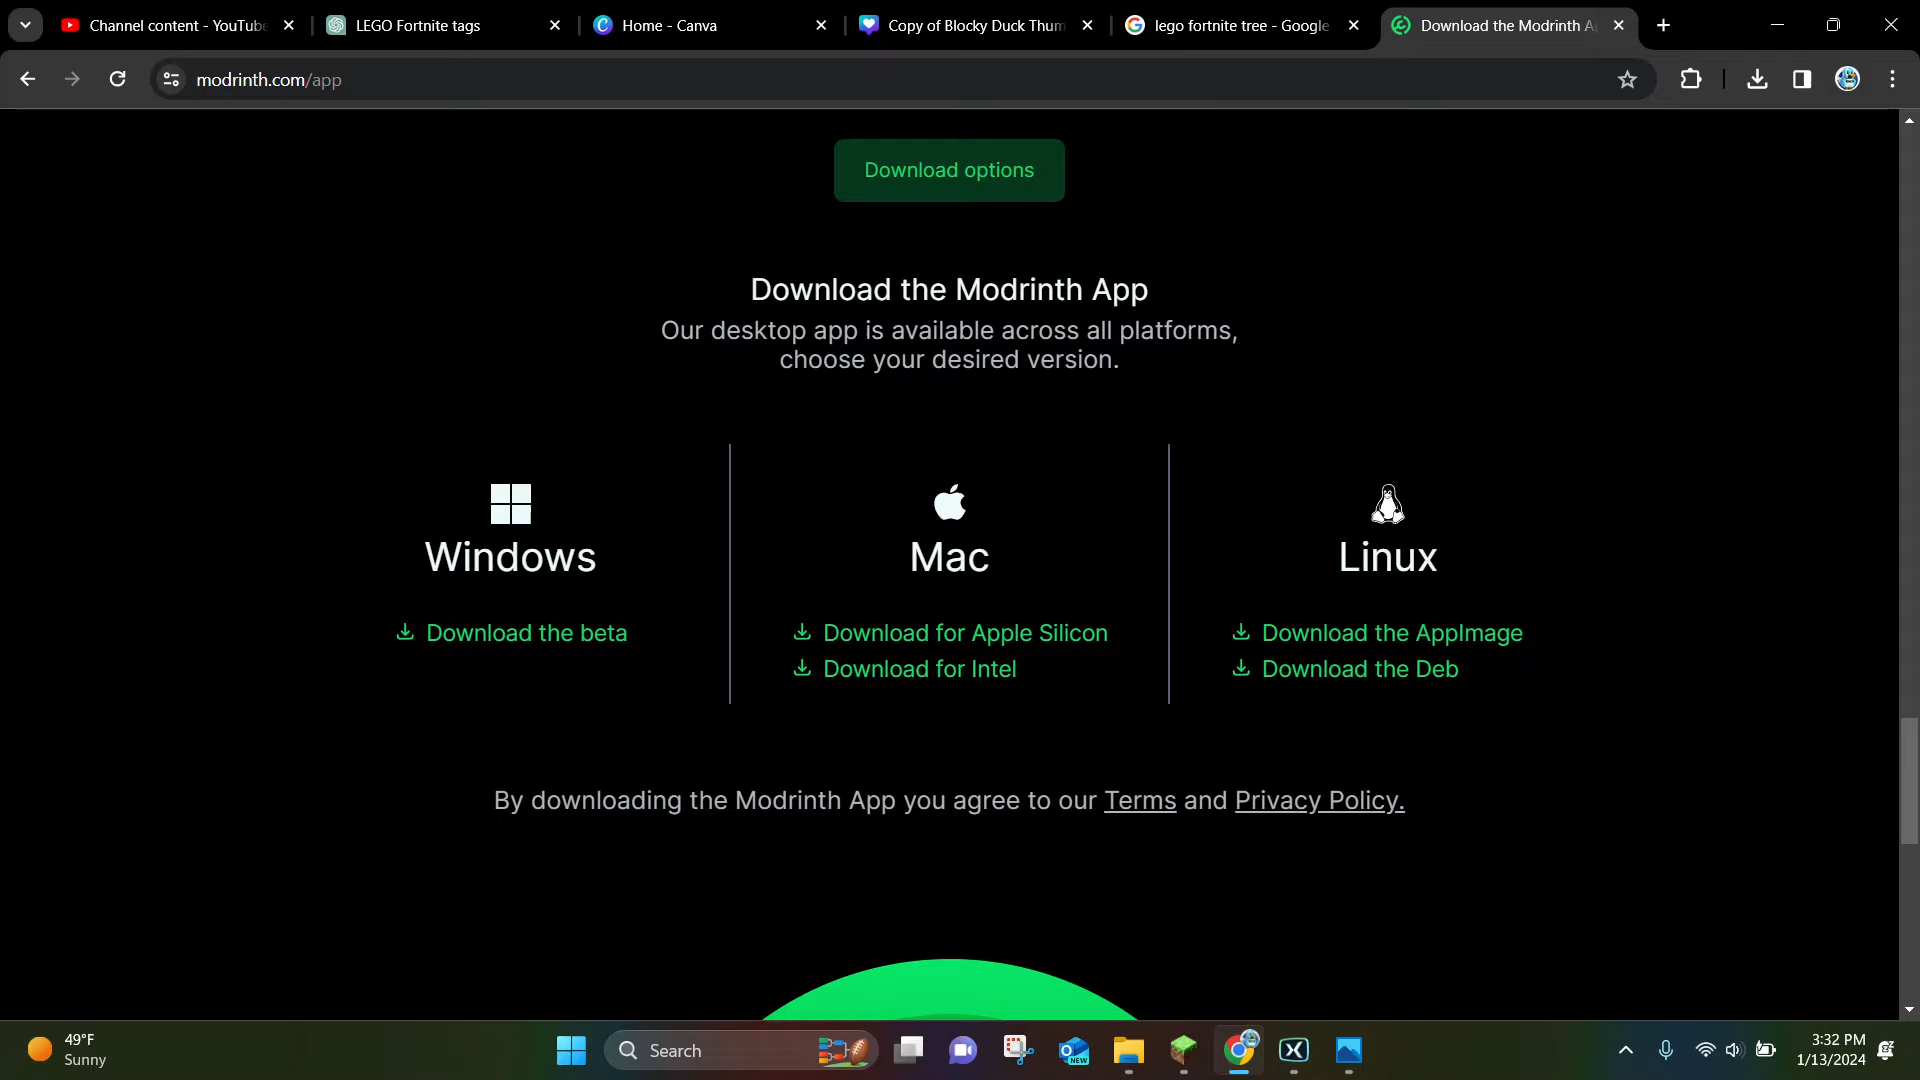 Channel content - YouTube
LEGO Fortnite tags
Home - Canva
Copy of Blocky Duck Thum
lego fortnite tree - Google
Download the Modrinth A
modrinth.com/app
Download options
Download the Modrinth App
Our desktop app is available across all platforms,
choose your desired version.
Windows
Mac
Linux
Download the beta
Download for Apple Silicon
Download the AppImage
Download for Intel
Download the Deb
By downloading the Modrinth App you agree to our Terms and Privacy Policy.
49°F
Sunny
Search
NEW
3:32 PM
1/13/2024